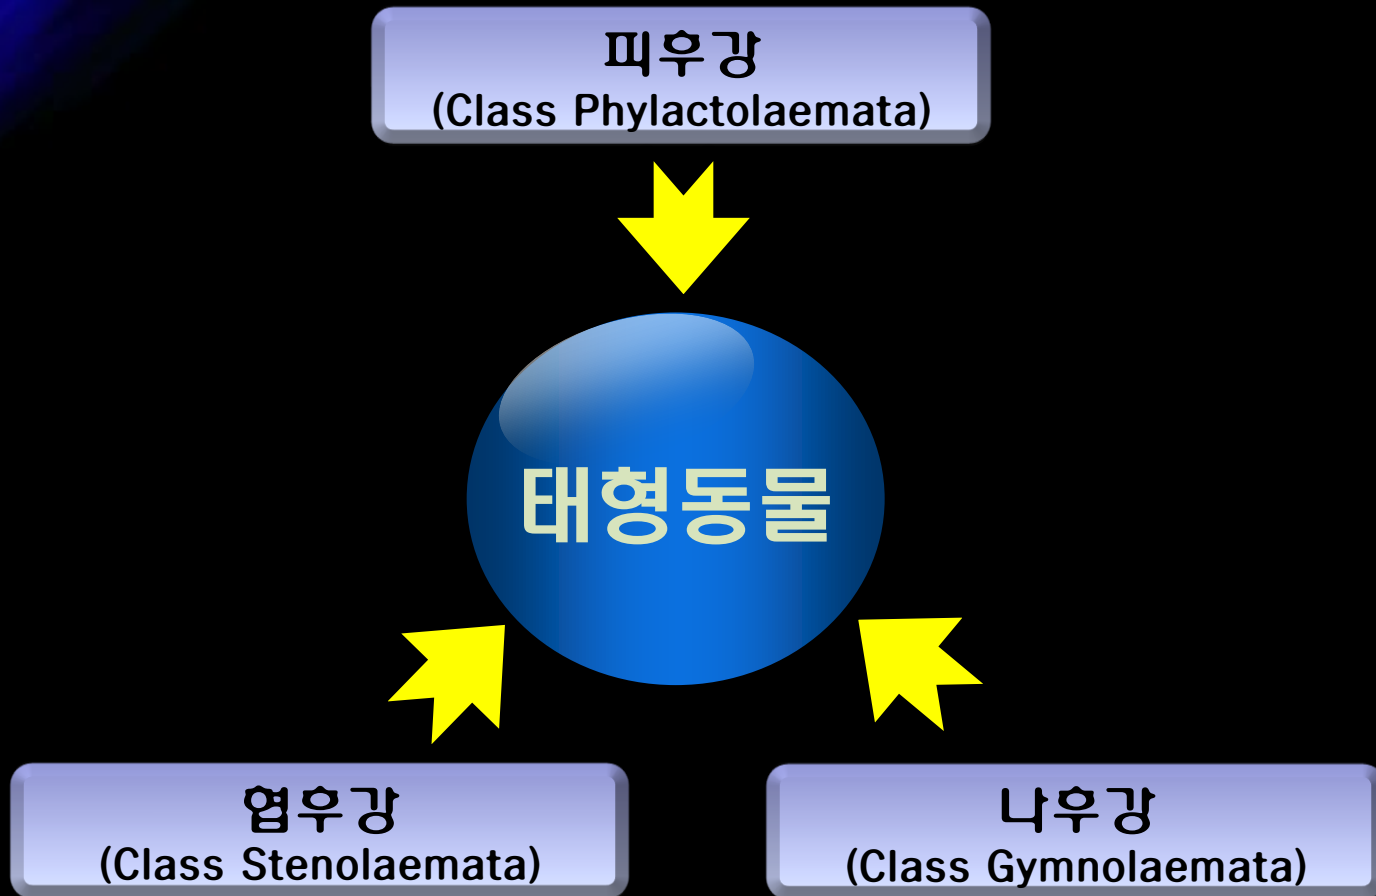 피후강
(Class Phylactolaemata)
태형동물
협후강
(Class Stenolaemata)
나후강
(Class Gymnolaemata)